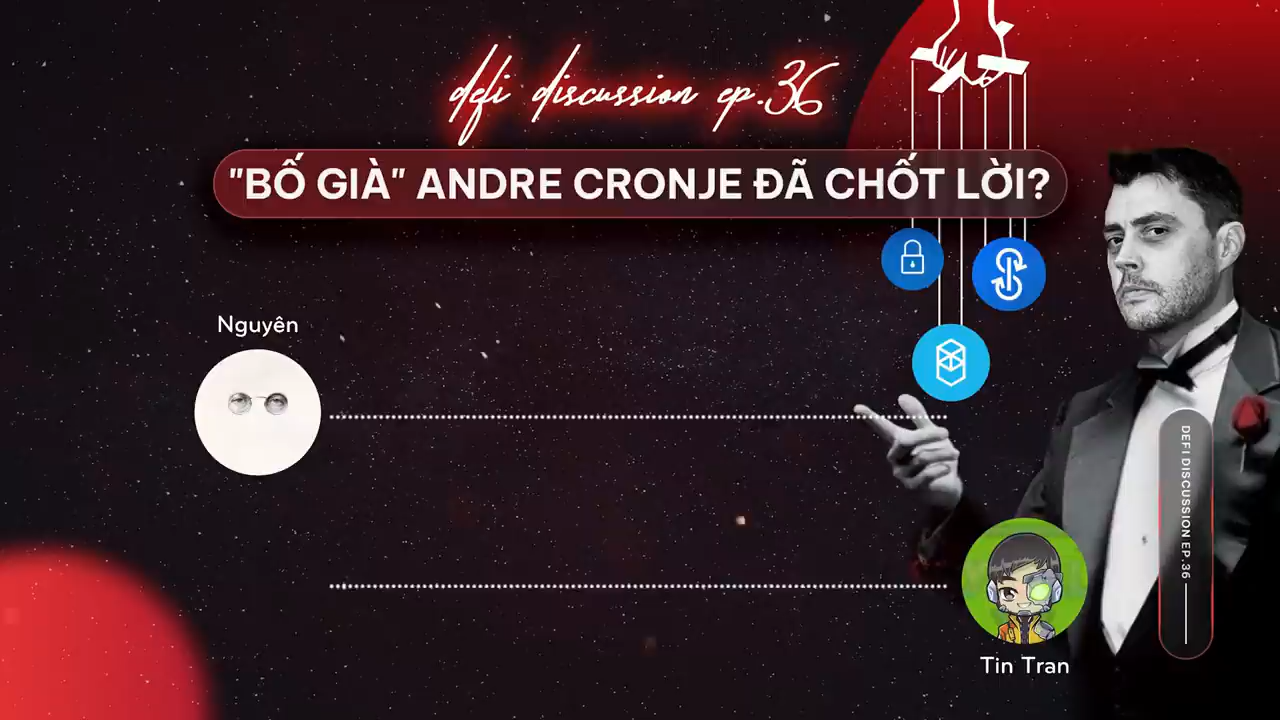 defi discussion ep.36
"BỐ GIÀ" ANDRE CRONJE ĐÃ CHỐT LỜI?
Nguyên
DEFI DISCUSSION EP.36
Tin Tran